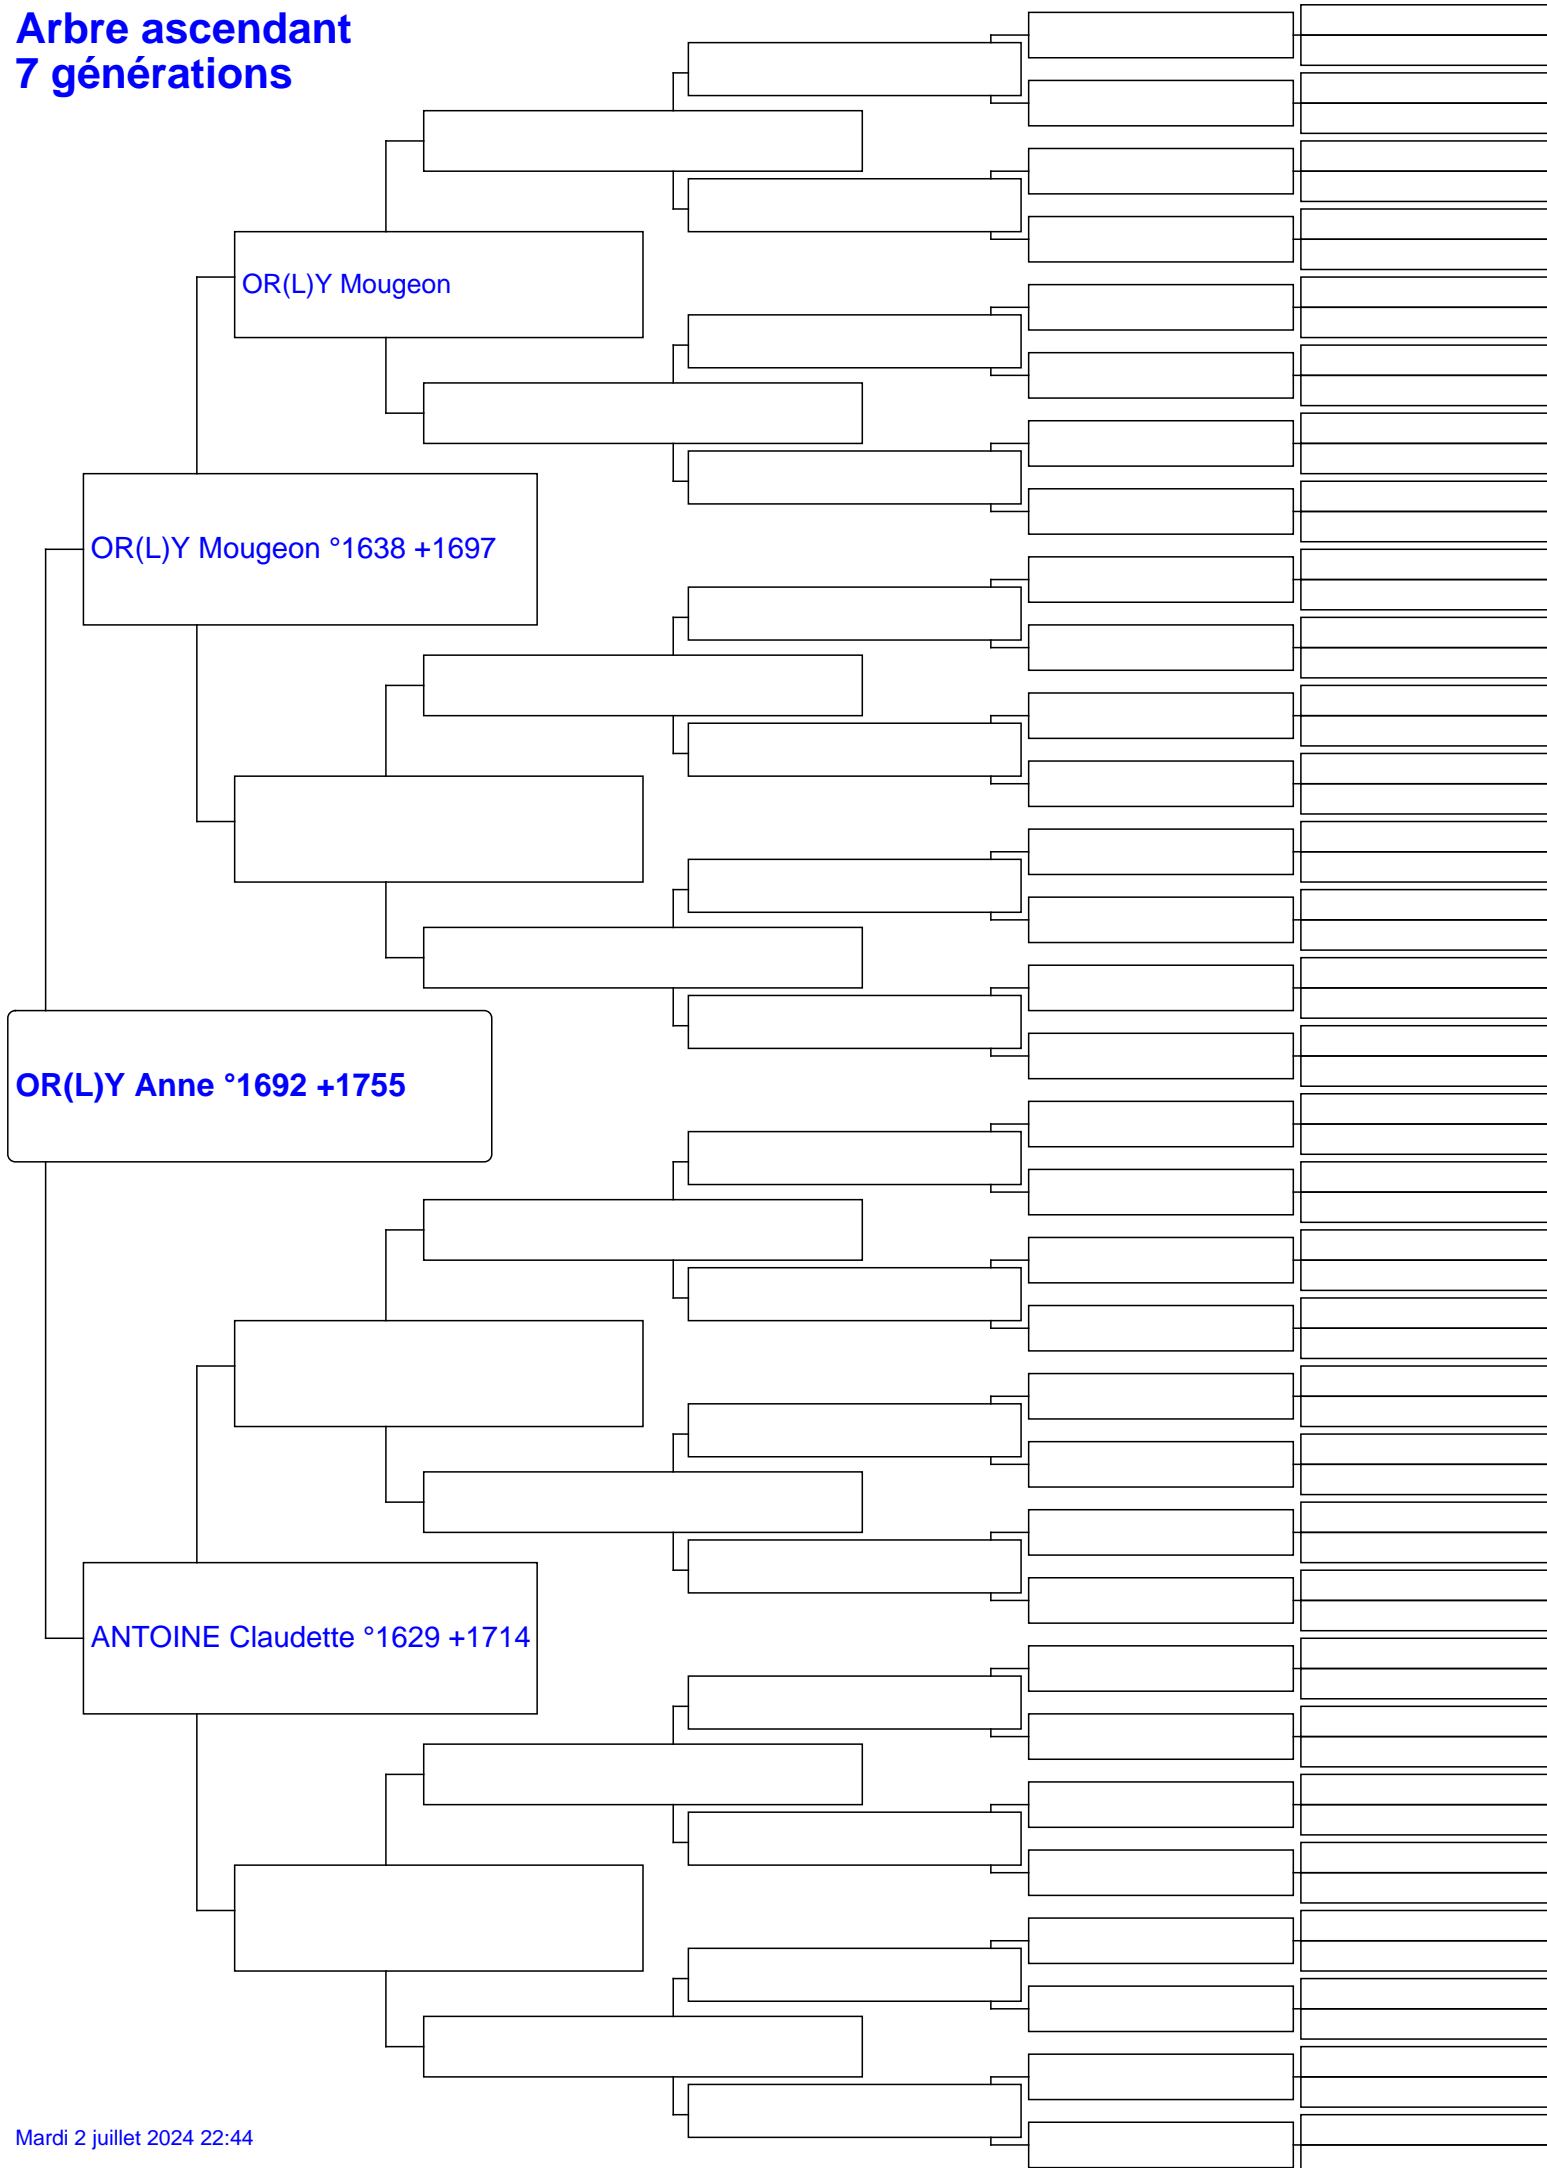 Arbre ascendant
7 générations
OR(L)Y Mougeon
OR(L)Y Mougeon °1638 +1697
OR(L)Y Anne °1692 +1755
ANTOINE Claudette °1629 +1714
Mardi 2 juillet 2024 22:44